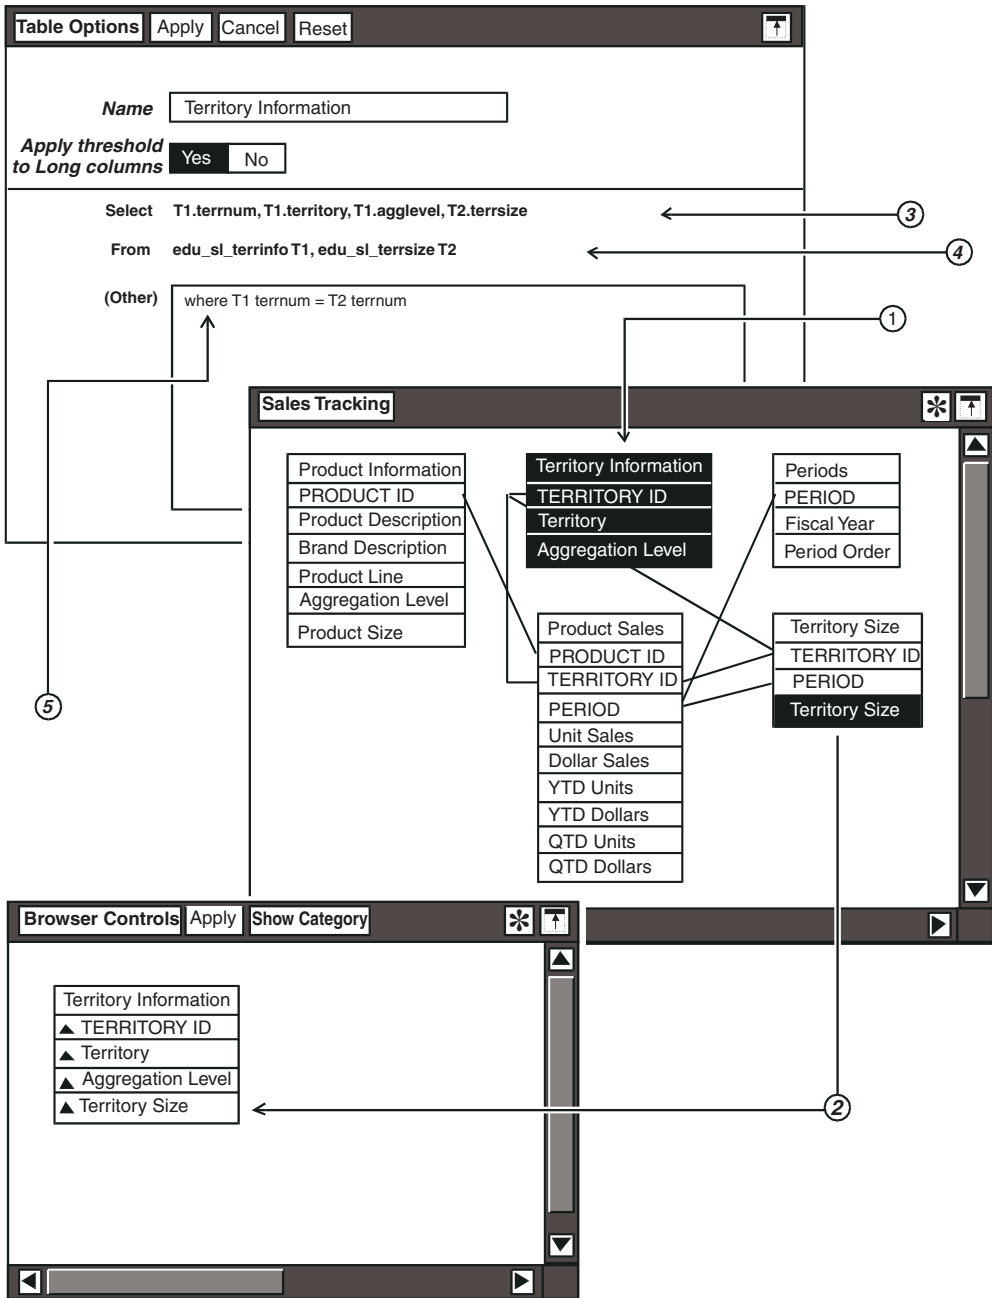 Table Options Apply Cancel Reset
Name Territory Information
Apply threshold
to Long columns Yes No
Select T1.terrnum, T1.territory, T1.agglevel, T2.terrsize
3
From edu_sl_terrinfo T1, edu_sl_terrsize T2
4
(Other) where T1 terrnum = T2 terrnum
1
5
Sales Tracking
Product Information
PRODUCT ID
Product Description
Brand Description
Product Line
Aggregation Level
Product Size
Territory Information
TERRITORY ID
Territory
Aggregation Level
Periods
PERIOD
Fiscal Year
Period Order
Product Sales
PRODUCT ID
TERRITORY ID
PERIOD
Unit Sales
Dollar Sales
YTD Units
YTD Dollars
QTD Units
QTD Dollars
Territory Size
TERRITORY ID
PERIOD
Territory Size
Browser Controls Apply Show Category
Territory Information
TERRITORY ID
Territory
Aggregation Level
Territory Size
2